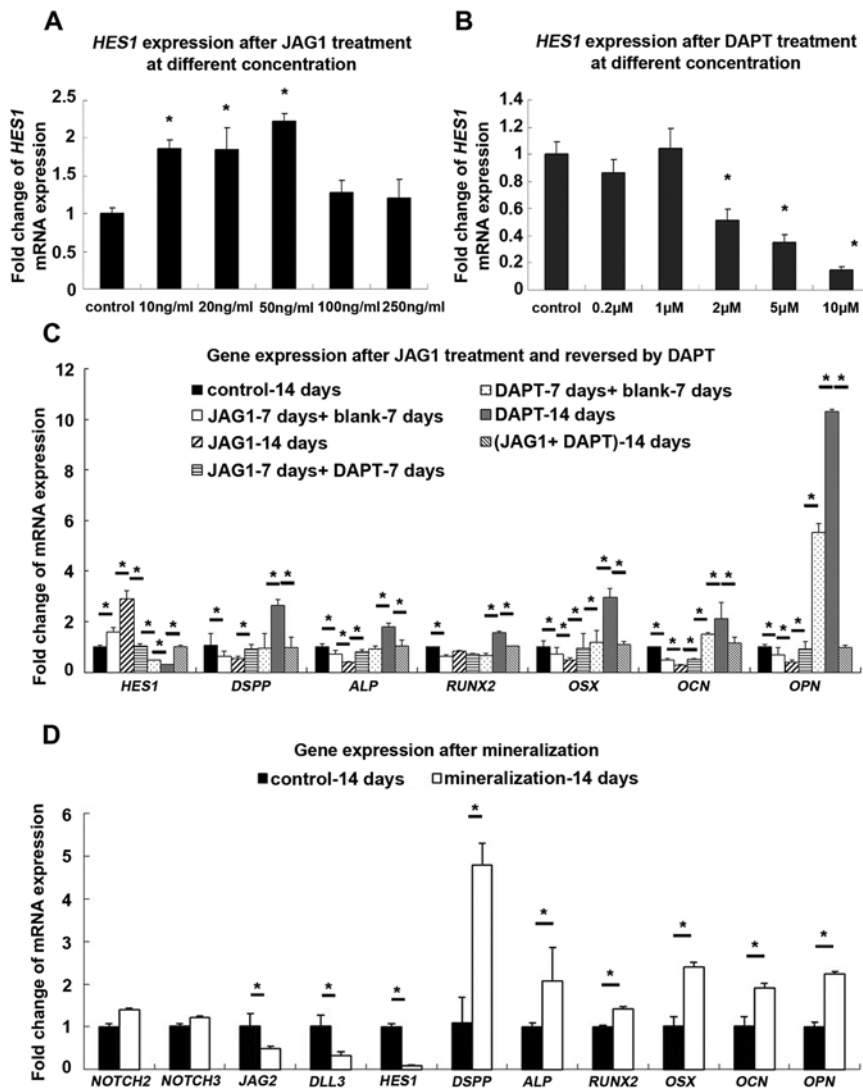 A
HES1 expression after JAG1 treatment
at different concentration
Fold change of HES1
mRNA expression
2.5
2
1.5
1
0.5
0
* * *
control 10ng/ml 20ng/ml 50ng/ml 100ng/ml 250ng/ml
B
HES1 expression after DAPT treatment
at different concentration
Fold change of HES1
mRNA expression
1.4
1.2
1
0.8
0.6
0.4
0.2
0
* * *
control 0.2µM 1µM 2µM 5µM 10µM
C
Gene expression after JAG1 treatment and reversed by DAPT
control-14 days
JAG1-7 days+ blank-7 days
JAG1-14 days
JAG1-7 days+ DAPT-7 days
DAPT-7 days+ blank-7 days
DAPT-14 days
(JAG1+ DAPT)-14 days
Fold change of mRNA expression
12
10
8
6
4
2
0
HES1 DSPP ALP RUNX2 OSX OCN OPN
D
Gene expression after mineralization
control-14 days mineralization-14 days
Fold change of mRNA expression
6
5
4
3
2
1
0
* * * * * * * * *
NOTCH2 NOTCH3 JAG2 DLL3 HES1 DSPP ALP RUNX2 OSX OCN OPN